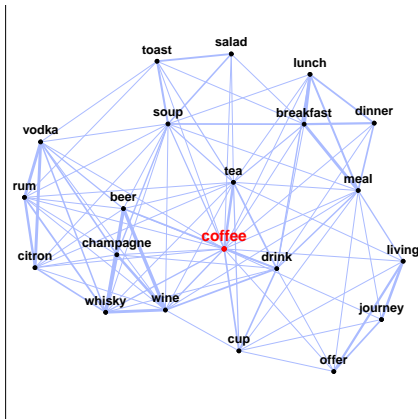 salad
toast
lunch
soup
breakfast
dinner
vodka
tea
meal
rum
beer
coffee
champagne
citron
drink
living
whisky
wine
journey
cup
offer